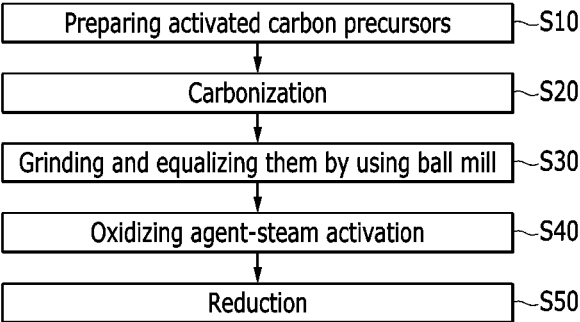 Preparing activated carbon precursors S10
Carbonization S20
Grinding and equalizing them by using ball mill S30
Oxidizing agent-steam activation S40
Reduction S50